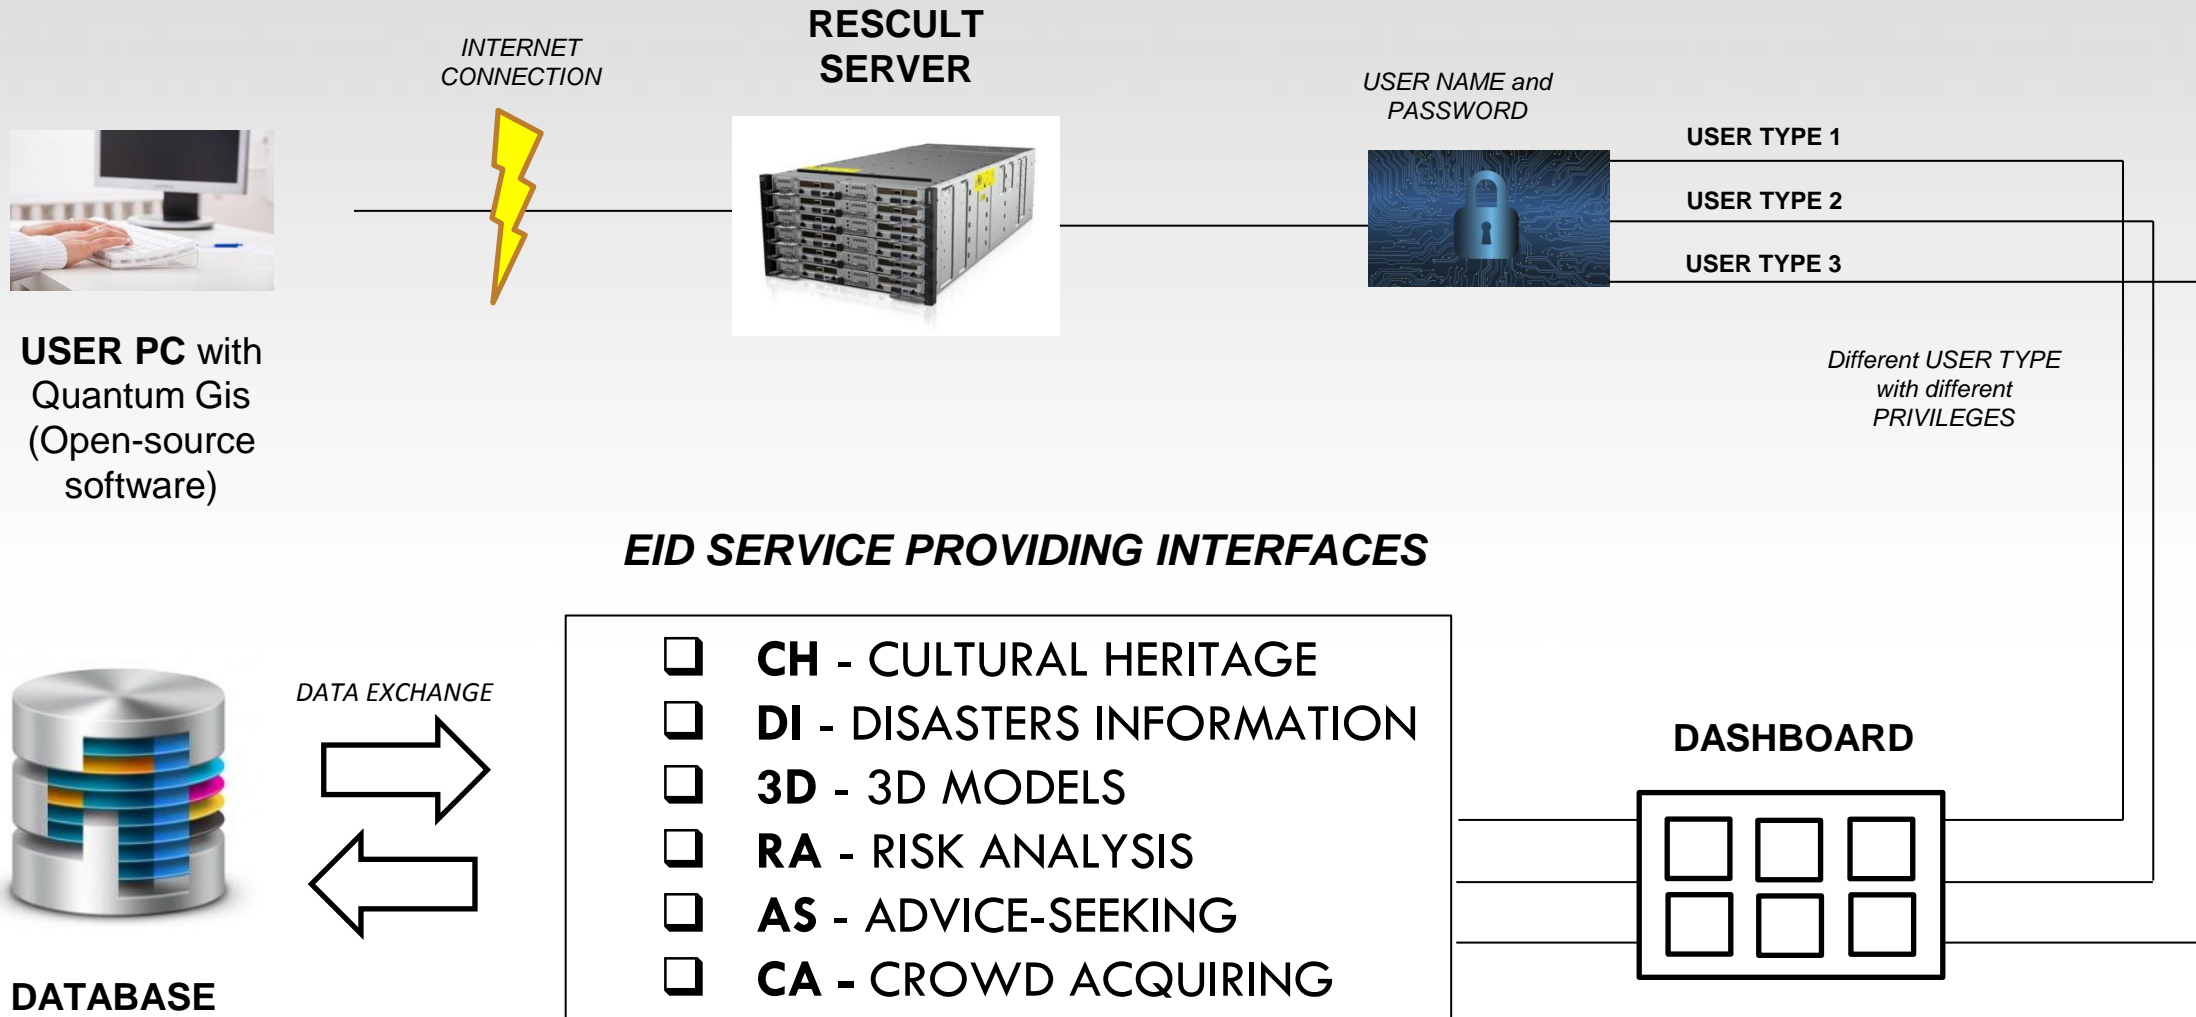 INTERNET
CONNECTION
RESCULT
SERVER
USER NAME and
PASSWORD
USER TYPE 1
USER TYPE 2
USER TYPE 3
USER PC with
Quantum Gis
(Open-source
software)
Different USER TYPE
with different
PRIVILEGES
EID SERVICE PROVIDING INTERFACES
DATA EXCHANGE
CH - CULTURAL HERITAGE
DI - DISASTERS INFORMATION
3D - 3D MODELS
RA - RISK ANALYSIS
AS - ADVICE-SEEKING
CA - CROWD ACQUIRING
DASHBOARD
DATABASE